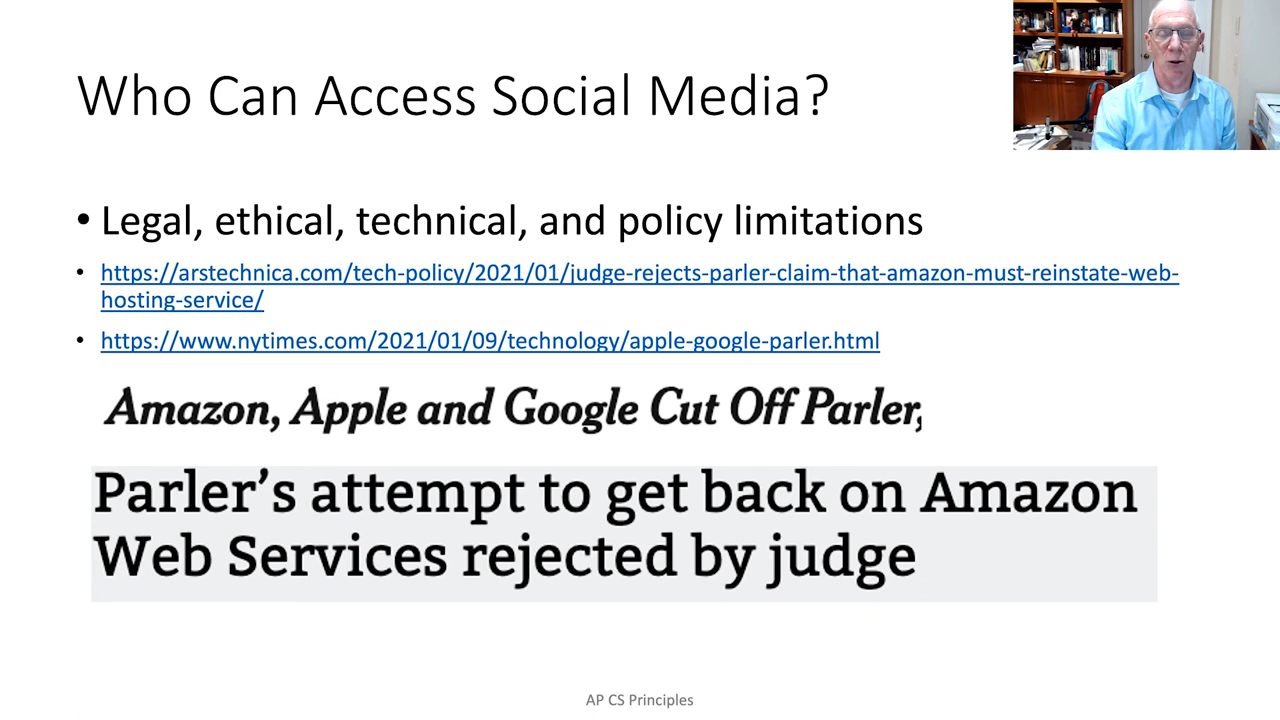 Who Can Access Social Media?
• Legal, ethical, technical, and policy limitations
• https://arstechnica.com/tech-policy/2021/01/judge-rejects-parler-claim-that-amazon-must-reinstate-web-
hosting-service/
• https://www.nytimes.com/2021/01/09/technology/apple-google-parler.html
Amazon, Apple and Google Cut Off Parler,
Parler’s attempt to get back on Amazon
Web Services rejected by judge
AP CS Principles